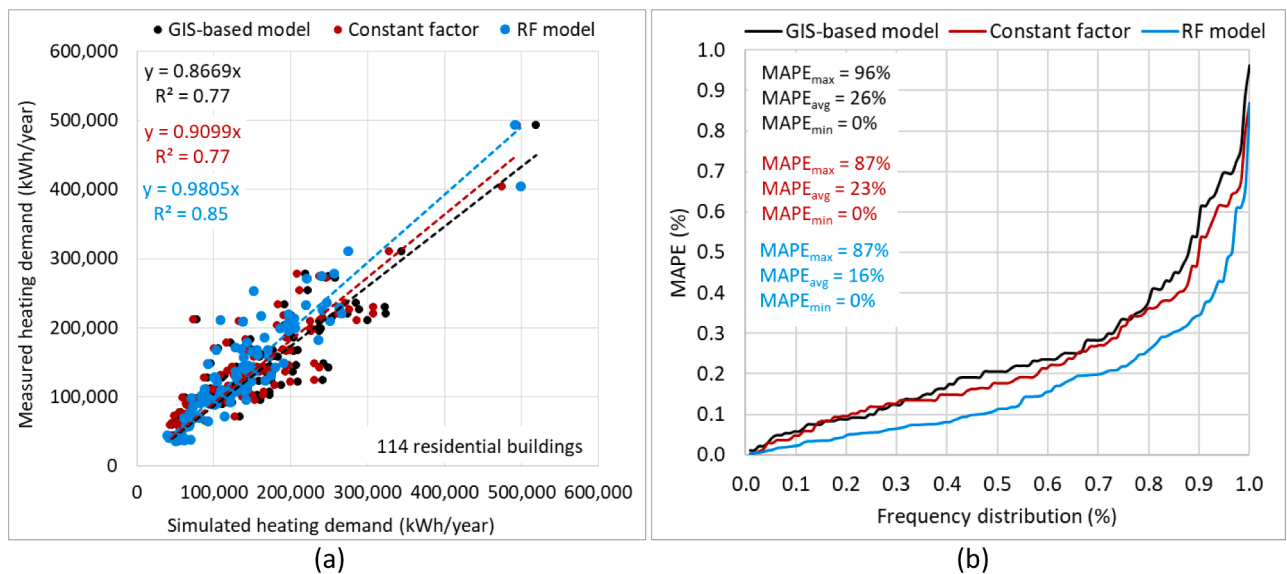 GIS-based model Constant factor RF model
600,000
500,000
400,000
300,000
200,000
100,000
0
Measured heating demand (kWh/year)
y = 0.8669x
R² = 0.77
y = 0.9099x
R² = 0.77
y = 0.9805x
R² = 0.85
114 residential buildings
0 100,000 200,000 300,000 400,000 500,000 600,000
Simulated heating demand (kWh/year)
(a)
GIS-based model Constant factor RF model
1.0
0.9
0.8
0.7
0.6
0.5
0.4
0.3
0.2
0.1
0.0
MAPE (%)
MAPEmax = 96%
MAPEavg = 26%
MAPEmin = 0%
MAPEmax = 87%
MAPEavg = 23%
MAPEmin = 0%
MAPEmax = 87%
MAPEavg = 16%
MAPEmin = 0%
0.0 0.1 0.2 0.3 0.4 0.5 0.6 0.7 0.8 0.9 1.0
Frequency distribution (%)
(b)